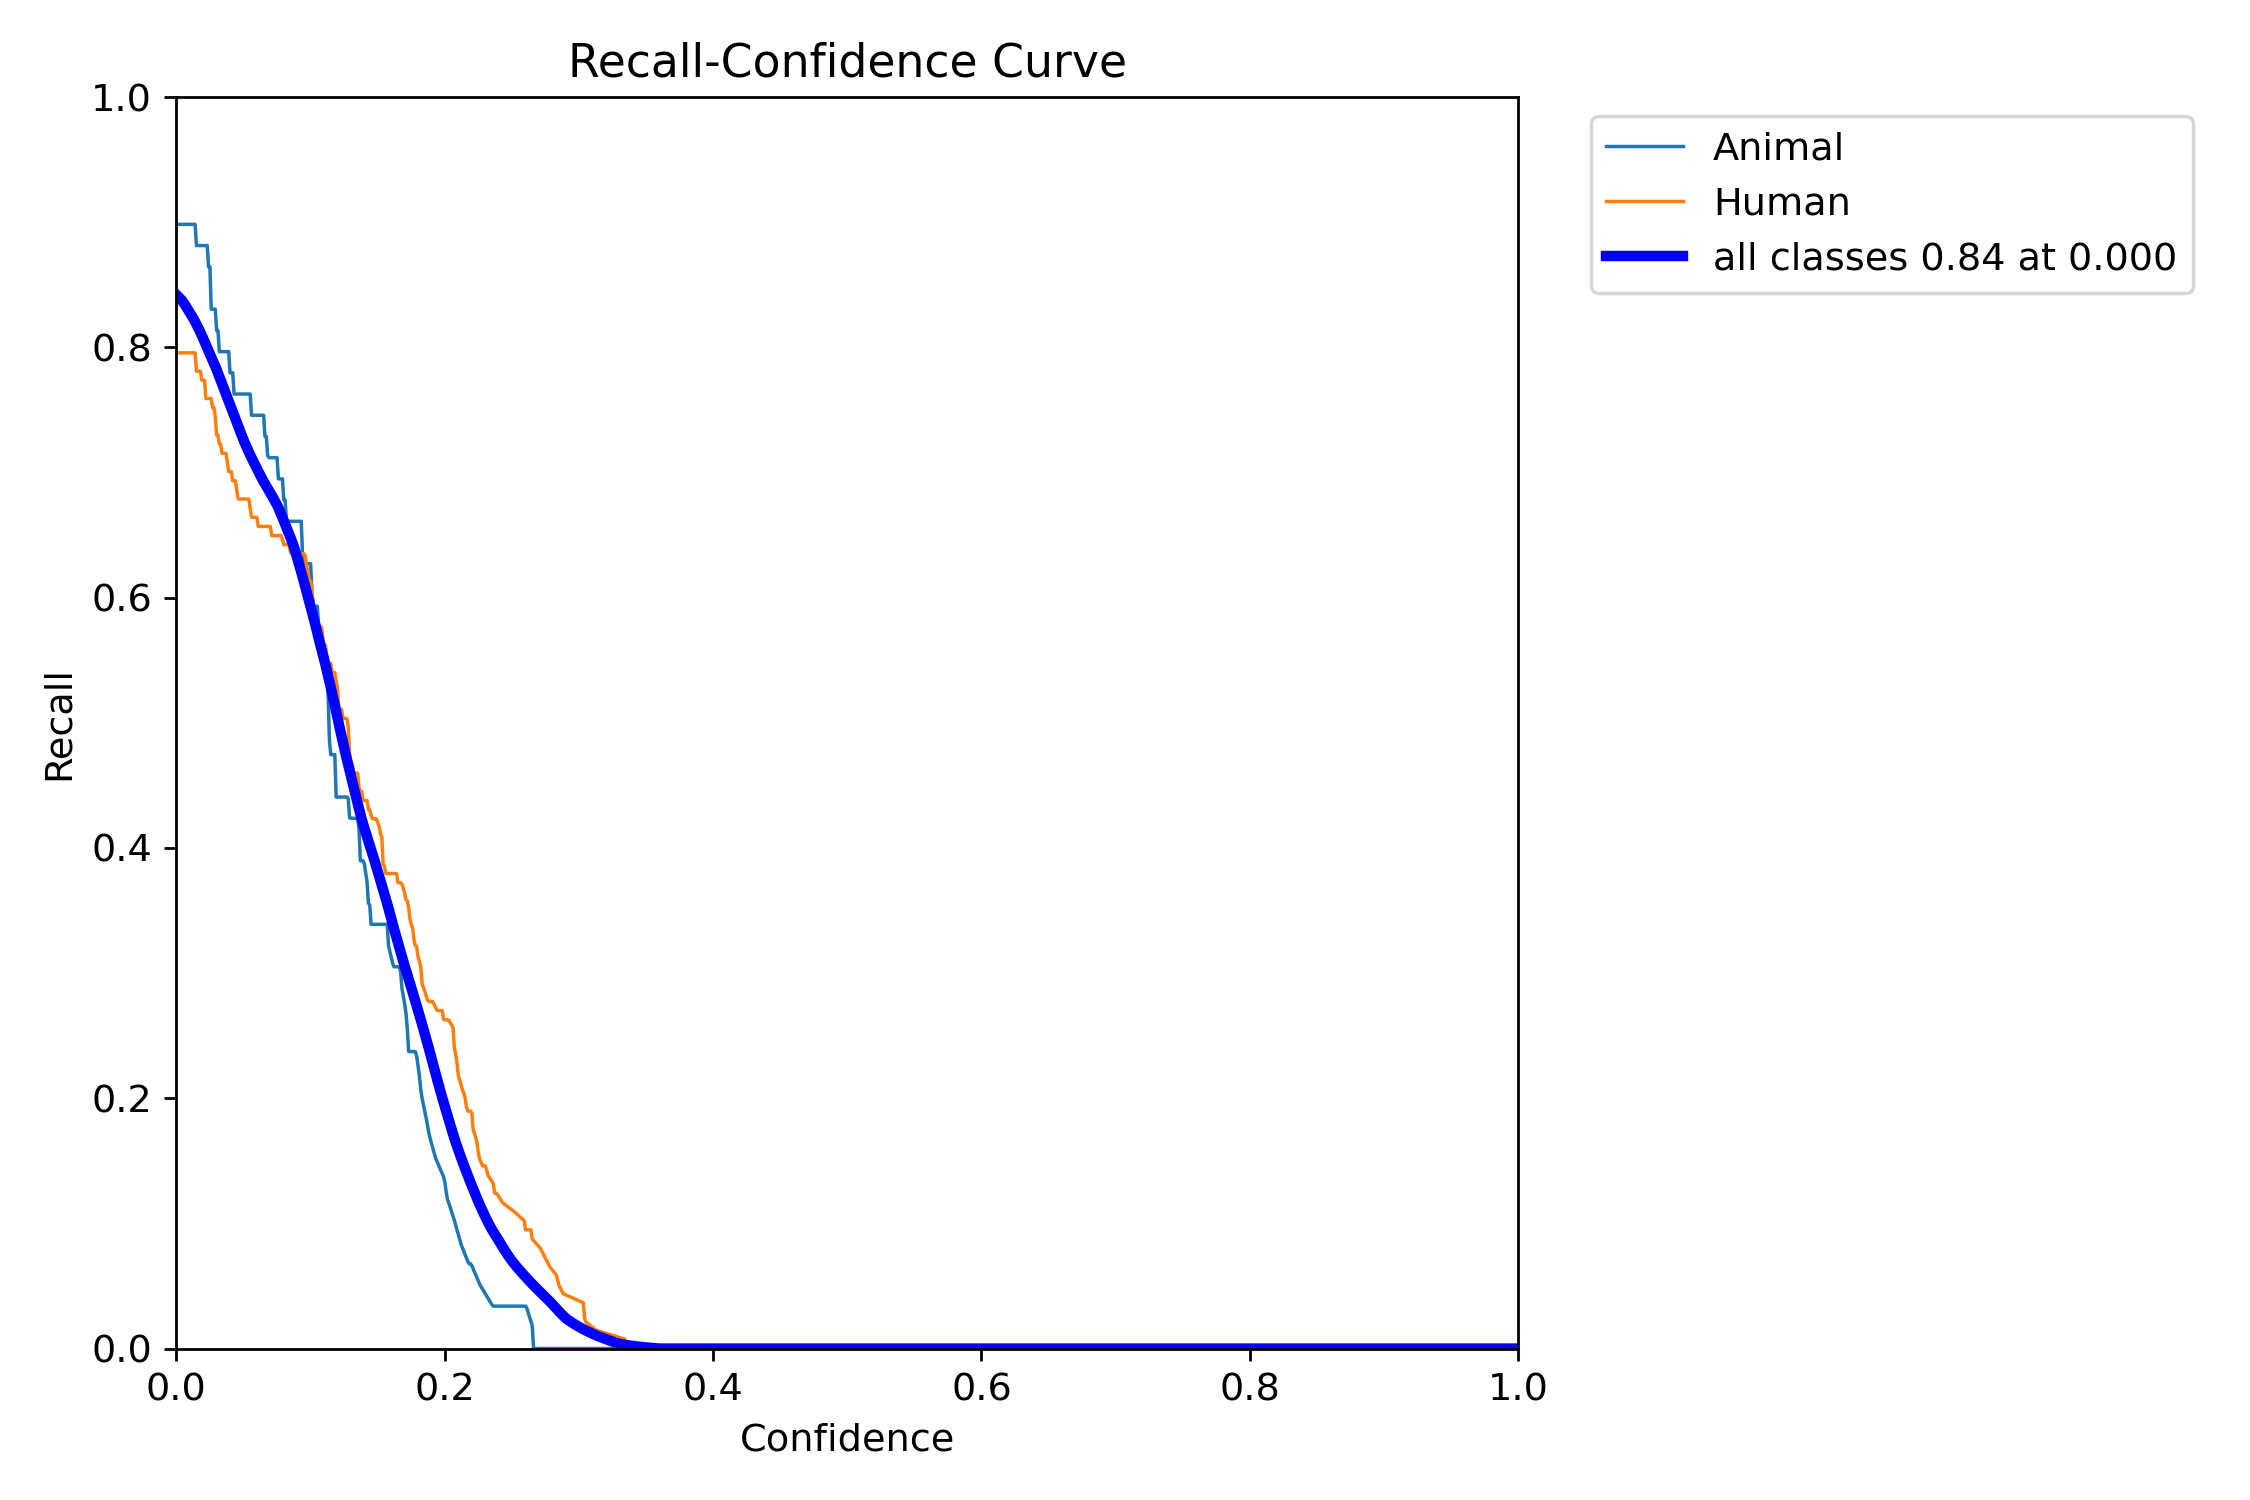 Recall-Confidence Curve
1.0
0.8
0.6
0.4
0.2
0.0
Recall
0.0 0.2 0.4 0.6 0.8 1.0
Confidence
Animal
Human
all classes 0.84 at 0.000